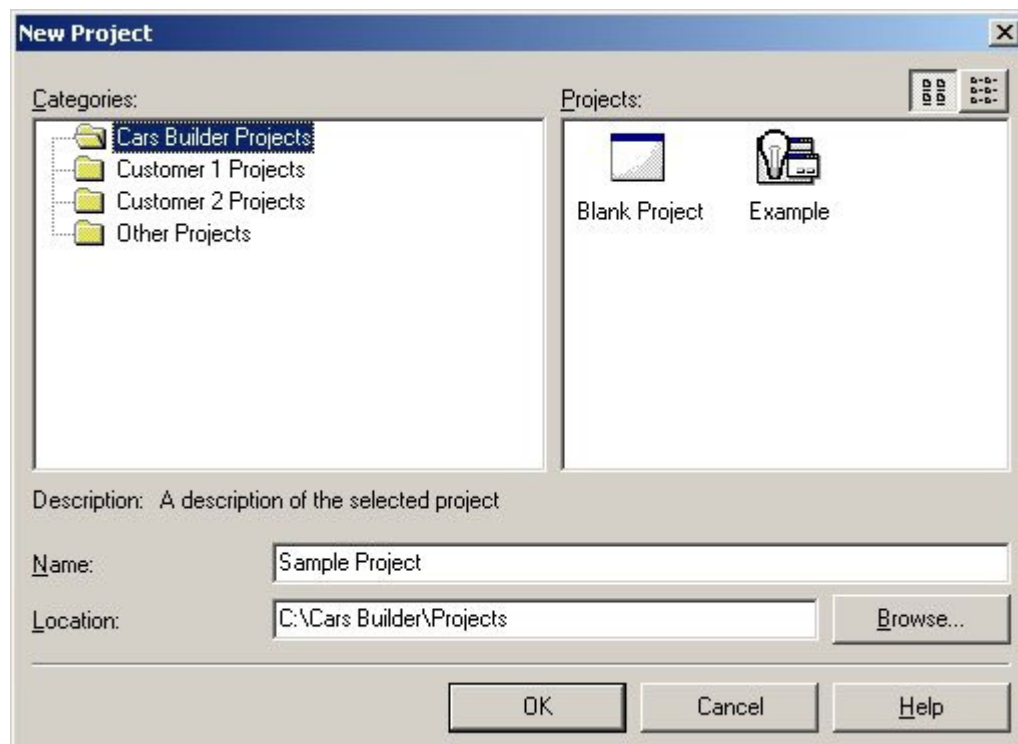 New Project
Categories:
Projects:
Cars Builder Projects
Customer 1 Projects
Customer 2 Projects
Other Projects
Blank Project
Example
Description: A description of the selected project
Name:
Sample Project
Location:
C:\Cars Builder\Projects
Browse...
OK
Cancel
Help